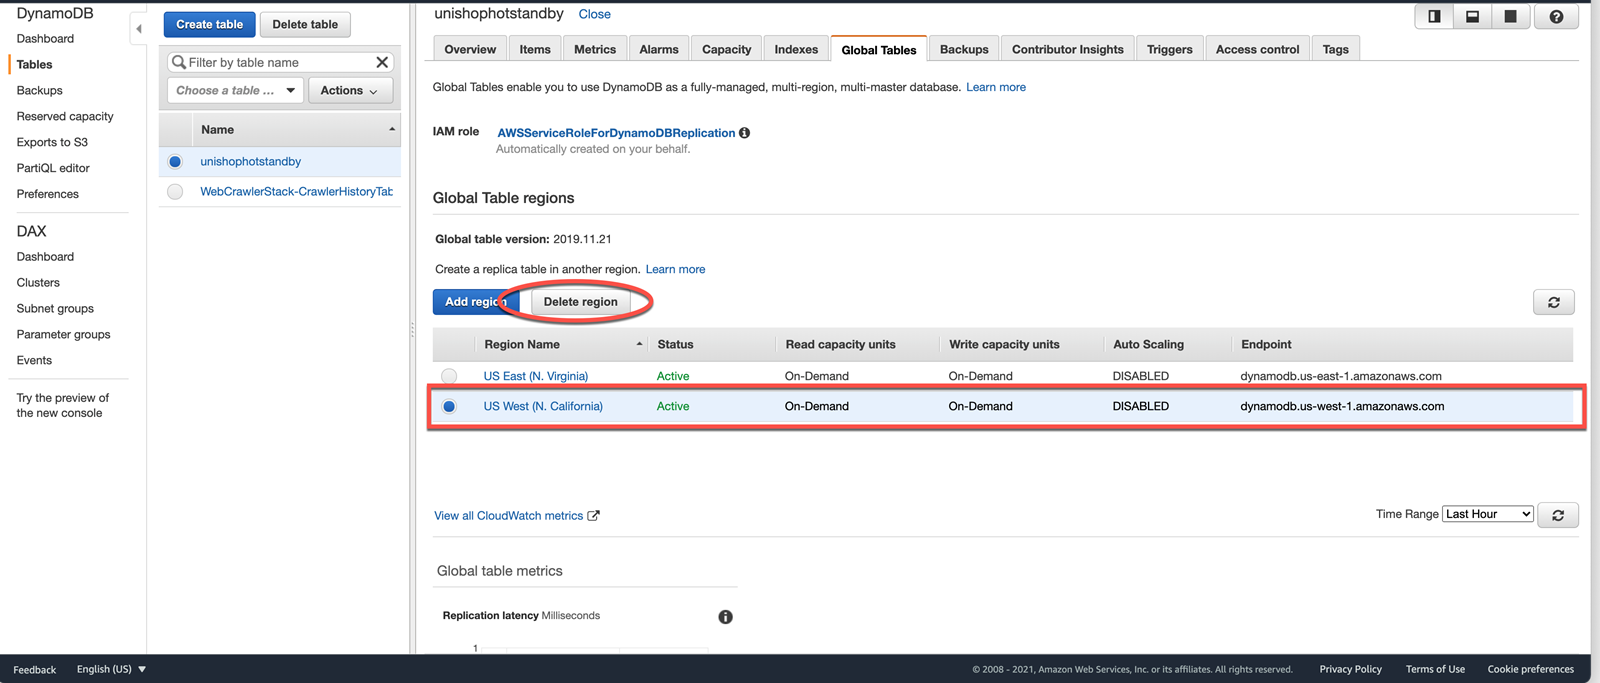 DynamoDB
Dashboard
Tables
Backups
Reserved capacity
Exports to S3
PartiQL editor
Preferences
DAX
Dashboard
Clusters
Subnet groups
Parameter groups
Events
Try the preview of
the new console
Create table Delete table
Filter by table name
Choose a table ... Actions
Name
unishophotstandby
WebCrawlerStack-CrawlerHistoryTab
unishophotstandby Close
Overview Items Metrics Alarms Capacity Indexes Global Tables Backups Contributor Insights Triggers Access control Tags
Global Tables enable you to use DynamoDB as a fully-managed, multi-region, multi-master database. Learn more
IAM role AWSServiceRoleForDynamoDBReplication
Automatically created on your behalf.
Global Table regions
Global table version: 2019.11.21
Create a replica table in another region. Learn more
Add region Delete region
Region Name Status Read capacity units Write capacity units Auto Scaling Endpoint
US East (N. Virginia) Active On-Demand On-Demand DISABLED dynamodb.us-east-1.amazonaws.com
US West (N. California) Active On-Demand On-Demand DISABLED dynamodb.us-west-1.amazonaws.com
View all CloudWatch metrics Time Range Last Hour
Global table metrics
Replication latency Milliseconds
1
Feedback English (US) © 2008 - 2021, Amazon Web Services, Inc. or its affiliates. All rights reserved. Privacy Policy Terms of Use Cookie preferences